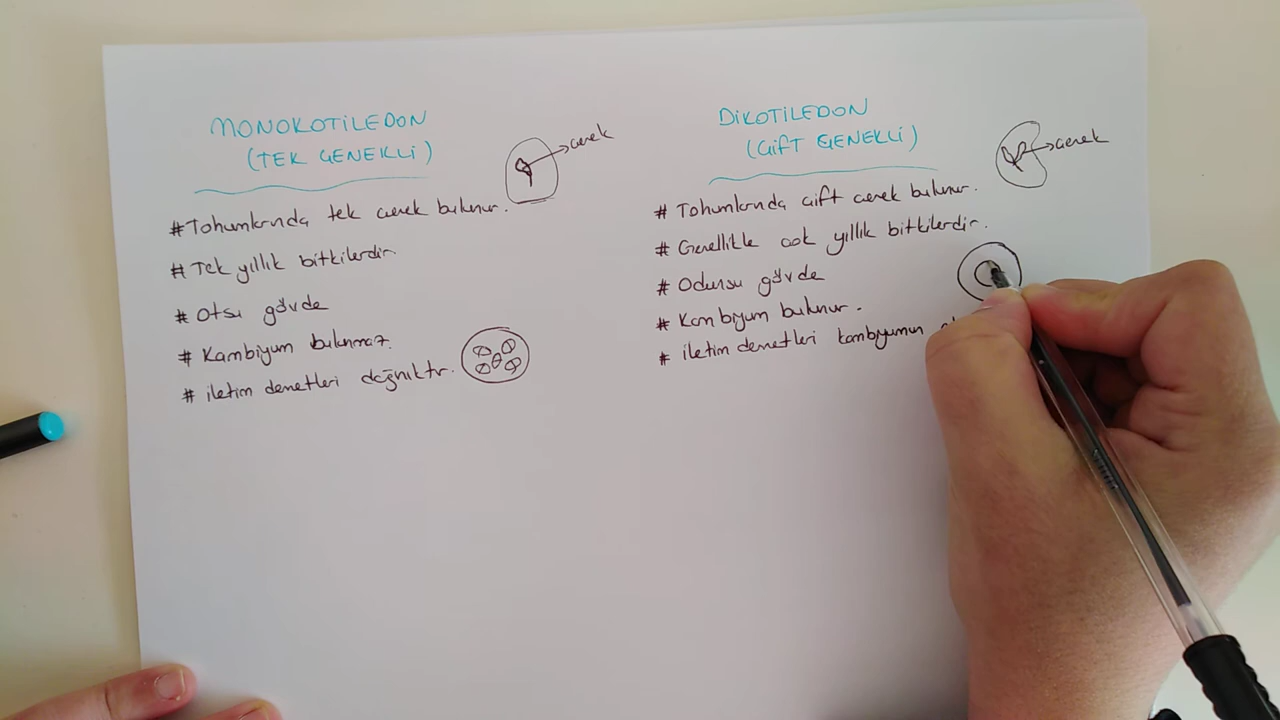 MONOKOTİLEDON
(TEK ÇENEKLİ)
çenek
#Tohumlarında tek çenek bulunur.
# Tek yıllık bitkilerdir.
# Otsu gövde
# Kambiyum bulunmaz.
# iletim demetleri dağınıktır.
DİKOTİLEDON
(ÇİFT ÇENEKLİ)
çenek
# Tohumlarında çift çenek bulunur.
# Genellikle çok yıllık bitkilerdir.
# Odunsu gövde
# Kambiyum bulunur.
# iletim demetleri kambiyumun